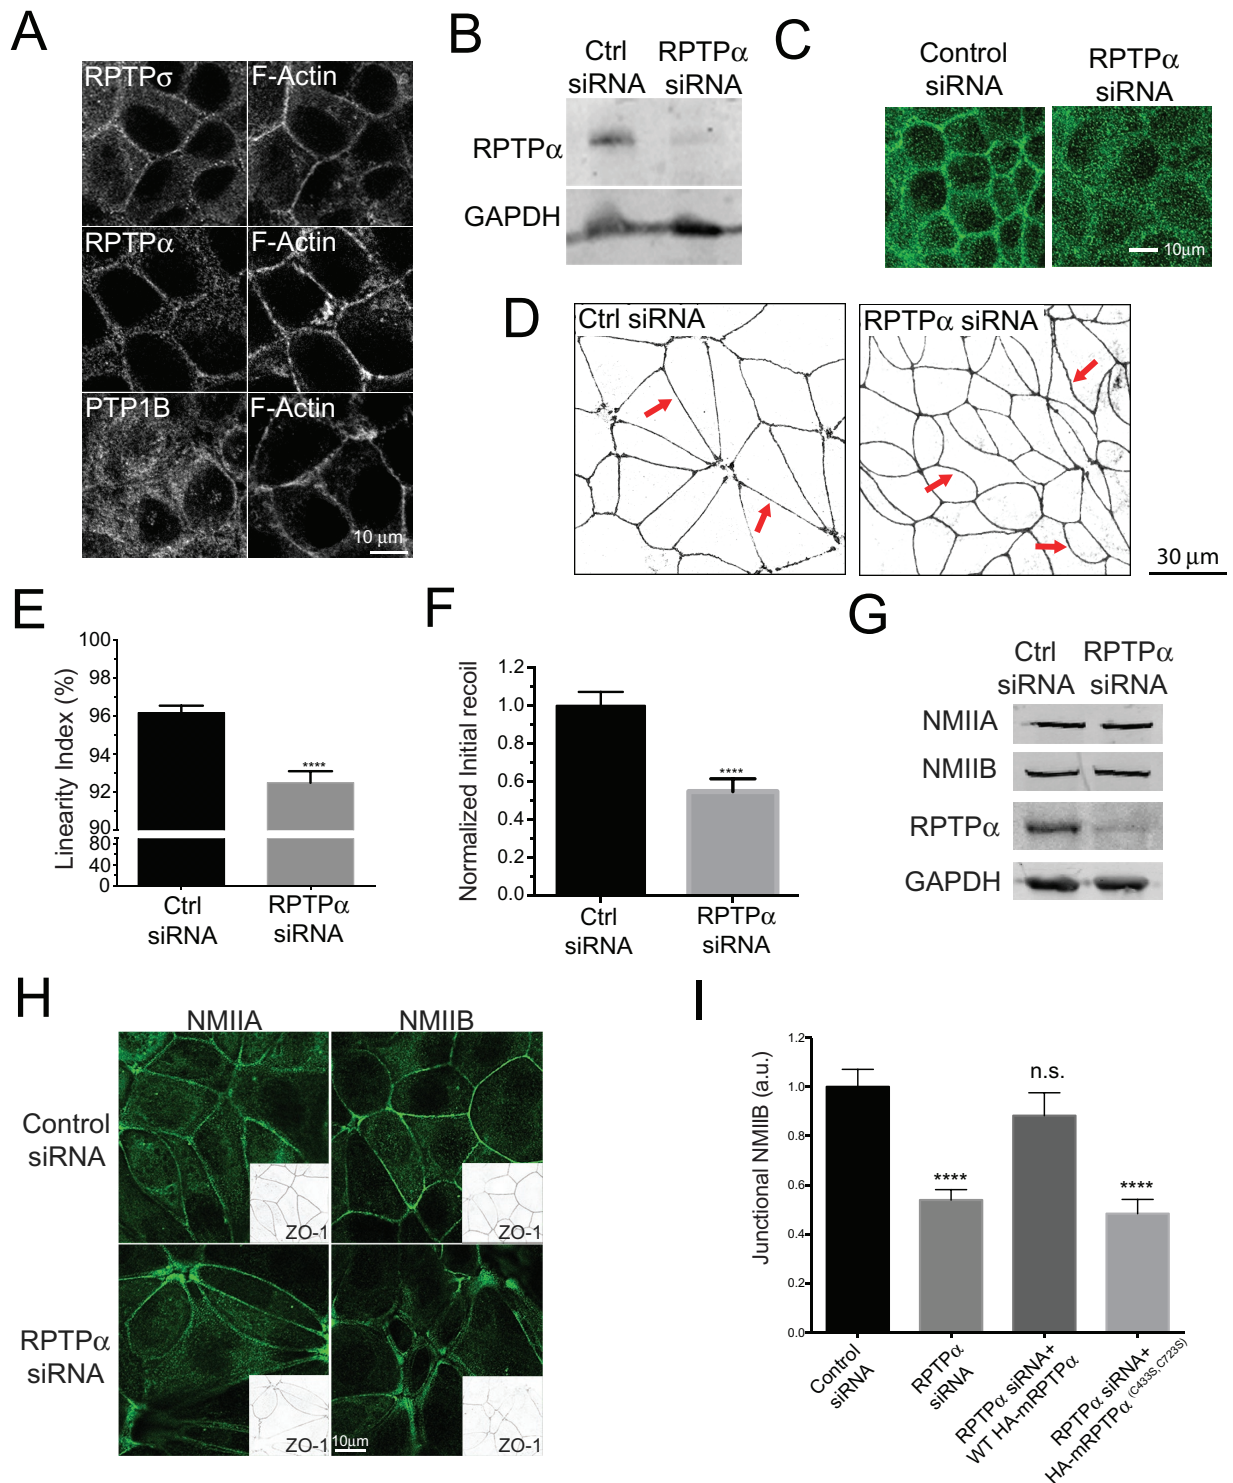 A
RPTPσ
F-Actin
RPTPα
F-Actin
PTP1B
F-Actin
10 μm
B
Ctrl
siRNA
RPTPα
siRNA
RPTPα
GAPDH
C
Control
siRNA
RPTPα
siRNA
10μm
D
Ctrl siRNA
RPTPα siRNA
30 μm
E
Linearity Index (%)
100
98
96
94
92
90
80
40
0
Ctrl
siRNA
RPTPα
siRNA
****
F
Normalized Initial recoil
1.2
1.0
0.8
0.6
0.4
0.2
0.0
Ctrl
siRNA
RPTPα
siRNA
****
G
Ctrl
siRNA
RPTPα
siRNA
NMIIA
NMIIB
RPTPα
GAPDH
H
NMIIA
NMIIB
Control
siRNA
RPTPα
siRNA
ZO-1
ZO-1
ZO-1
ZO-1
10μm
I
Junctional NMIIB (a.u.)
1.2
1.0
0.8
0.6
0.4
0.2
0.0
****
n.s.
****
Control
siRNA
RPTPα
siRNA
RPTPα siRNA+
WT HA-mRPTPα
RPTPα siRNA+
HA-mRPTPα (C433S,C723S)